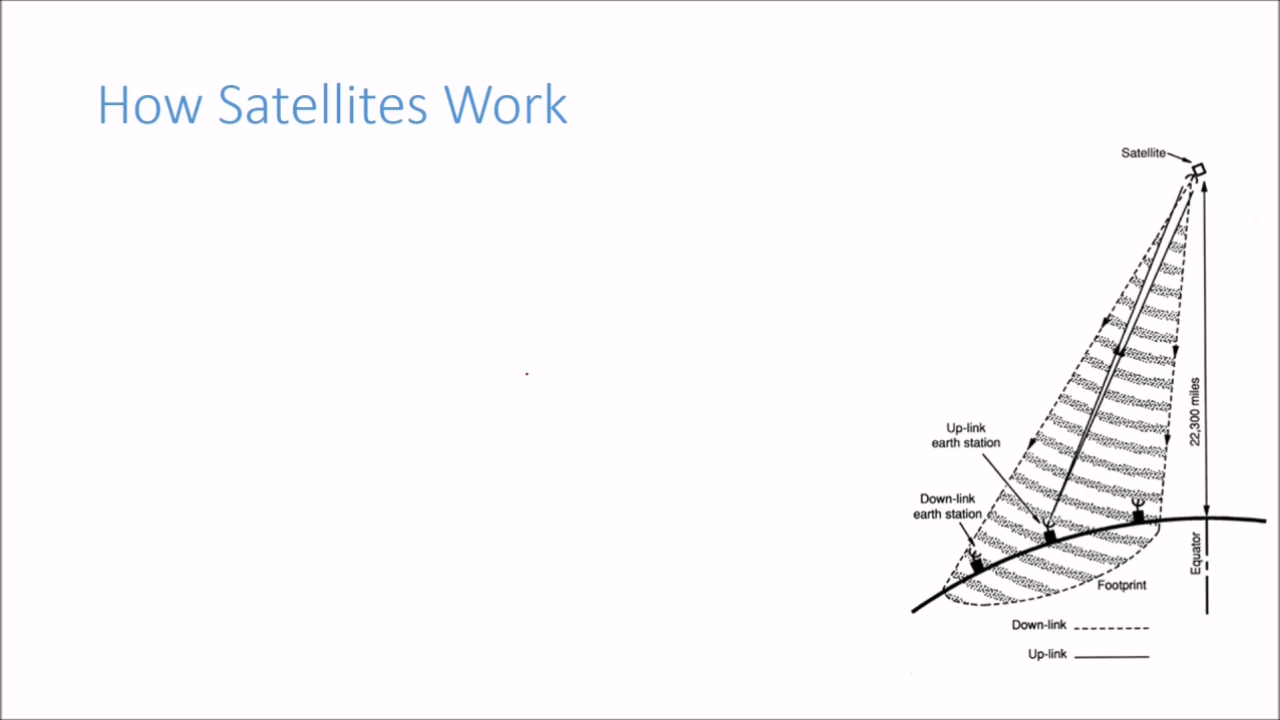 How Satellites Work
Satellite
22,300 miles
Up-link
earth station
Down-link
earth station
Equator
Footprint
Down-link
Up-link